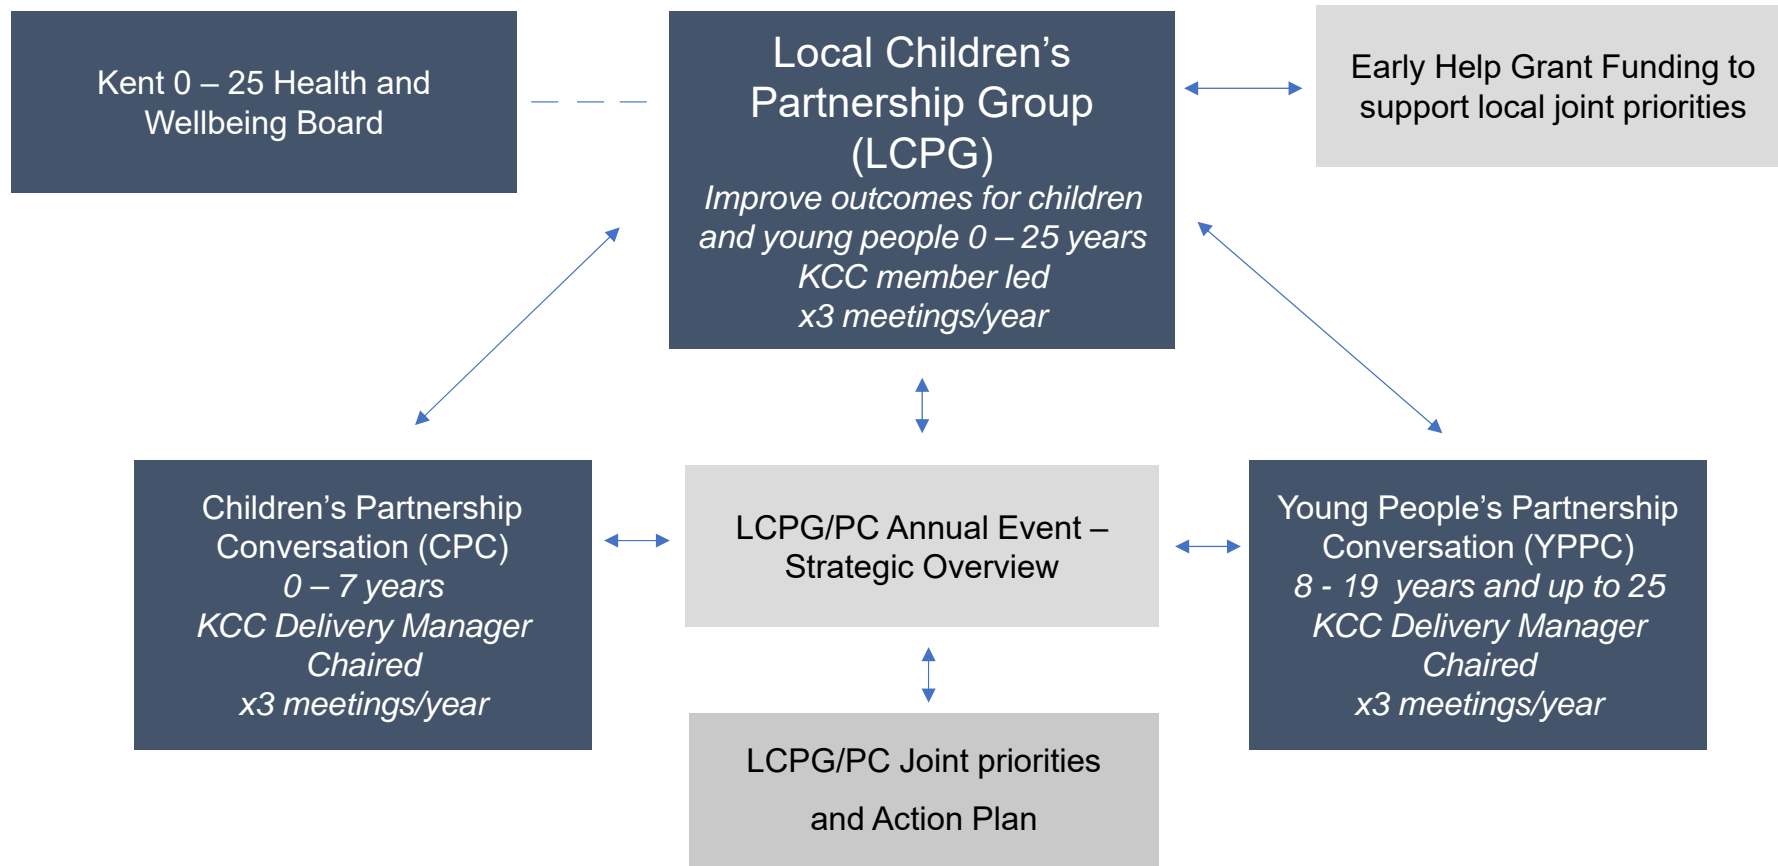 Kent 0 – 25 Health and
Wellbeing Board
Local Children’s
Partnership Group
(LCPG)
Improve outcomes for children
and young people 0 – 25 years
KCC member led
x3 meetings/year
Early Help Grant Funding to
support local joint priorities
Children’s Partnership
Conversation (CPC)
0 – 7 years
KCC Delivery Manager
Chaired
x3 meetings/year
LCPG/PC Annual Event –
Strategic Overview
Young People’s Partnership
Conversation (YPPC)
8 - 19 years and up to 25
KCC Delivery Manager
Chaired
x3 meetings/year
LCPG/PC Joint priorities
and Action Plan